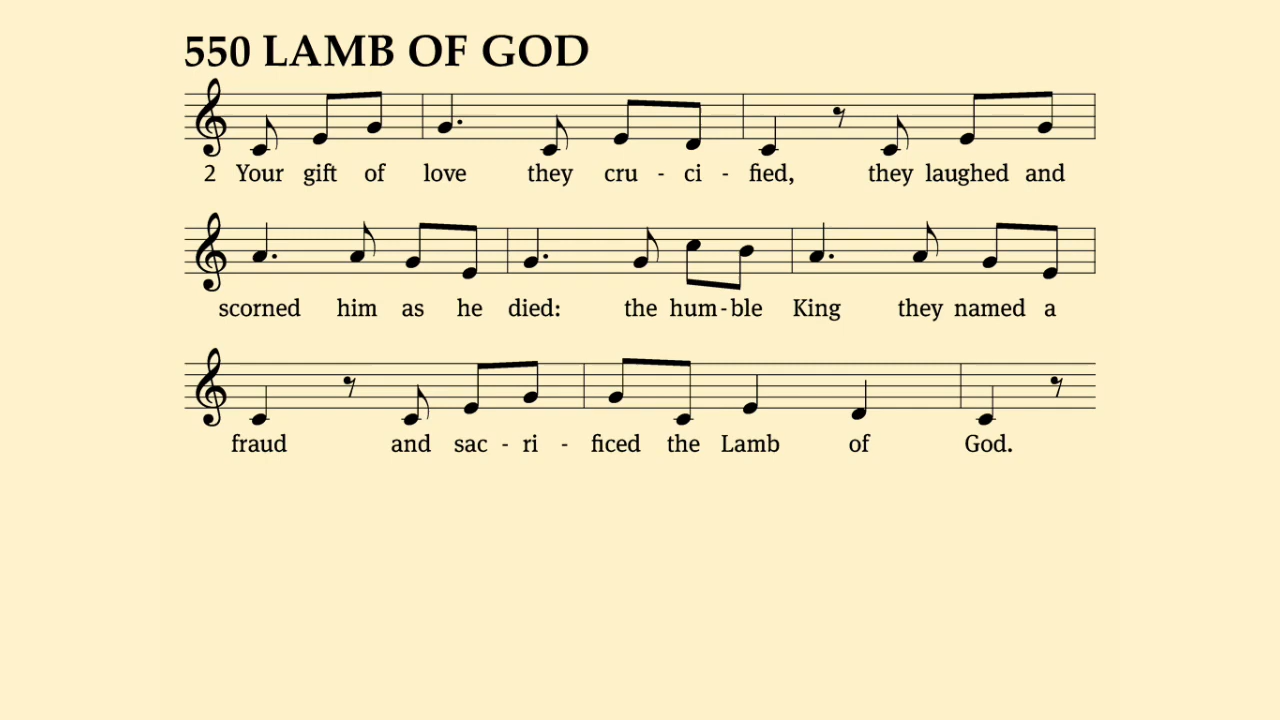 550 LAMB OF GOD
2 Your gift of love they cru - ci - fied, they laughed and
scorned him as he died: the hum - ble King they named a
fraud and sac - ri - ficed the Lamb of God.